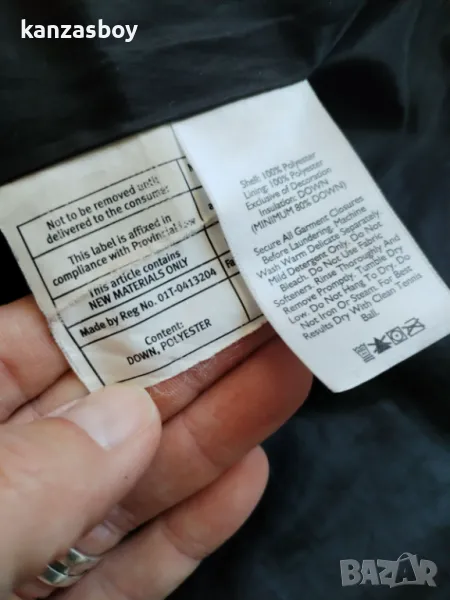 kanzasboy
Not to be removed until
delivered to the consumer
This label is affixed in
compliance with Provincial Law
This article contains
NEW MATERIALS ONLY
Made by Reg No. 01T-0413204
Content:
DOWN, POLYESTER
Shell: 100% Polyester
Lining: 100% Polyester
Exclusive of Decoration
Insulation: DOWN
(MINIMUM 80% DOWN)
Secure All Garment Closures
Before Laundering. Machine
Wash Warm Delicate, Separately.
Mild Detergent, Only. Do Not
Bleach. Do Not Use Fabric
Softeners. Rinse Thoroughly And
Remove Promptly. Tumble Dry
Low. Do Not Hang To Dry. Do
Not Iron Or Steam. For Best
Results Dry With Clean Tennis
Ball.
BAZAR